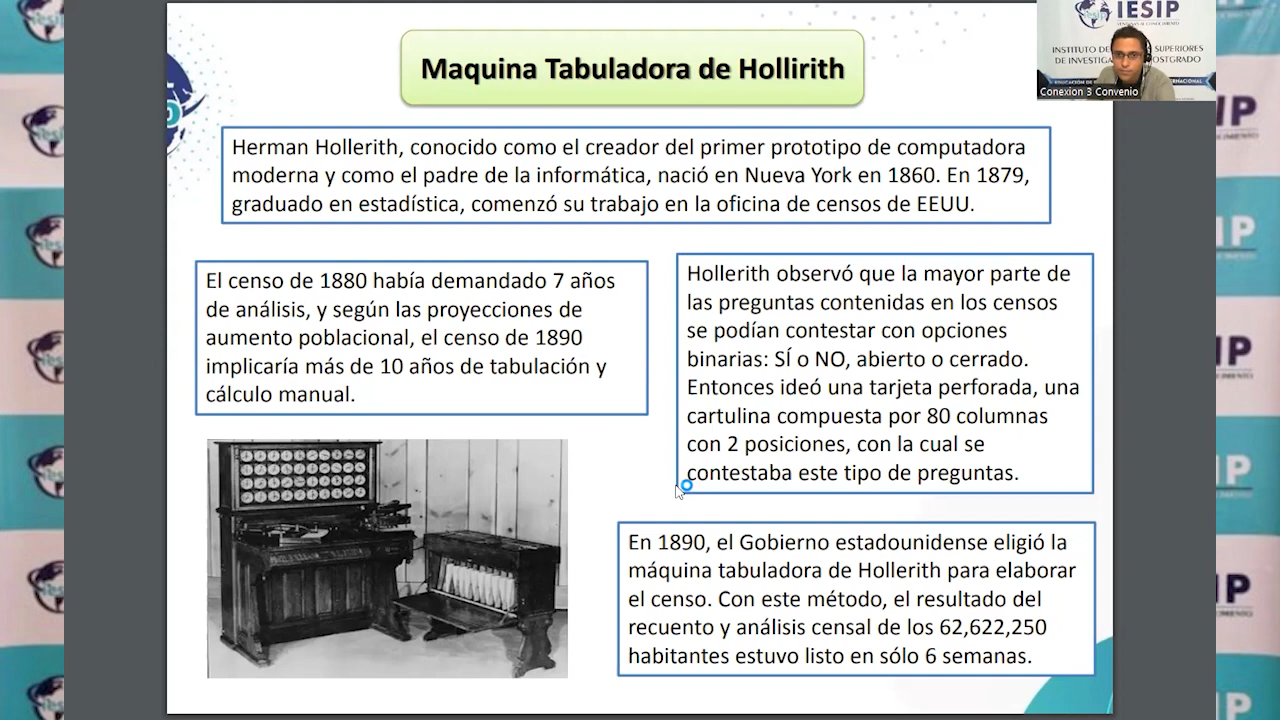 Maquina Tabuladora de Hollirith
IESIP
INSTITUTO DE
SUPERIORES
DE INVESTIGA
POSTGRADO
Conexion 3 Convenio
Herman Hollerith, conocido como el creador del primer prototipo de computadora
moderna y como el padre de la informática, nació en Nueva York en 1860. En 1879,
graduado en estadística, comenzó su trabajo en la oficina de censos de EEUU.
El censo de 1880 había demandado 7 años
de análisis, y según las proyecciones de
aumento poblacional, el censo de 1890
implicaría más de 10 años de tabulación y
cálculo manual.
Hollerith observó que la mayor parte de
las preguntas contenidas en los censos
se podían contestar con opciones
binarias: SÍ o NO, abierto o cerrado.
Entonces ideó una tarjeta perforada, una
cartulina compuesta por 80 columnas
con 2 posiciones, con la cual se
contestaba este tipo de preguntas.
En 1890, el Gobierno estadounidense eligió la
máquina tabuladora de Hollerith para elaborar
el censo. Con este método, el resultado del
recuento y análisis censal de los 62,622,250
habitantes estuvo listo en sólo 6 semanas.